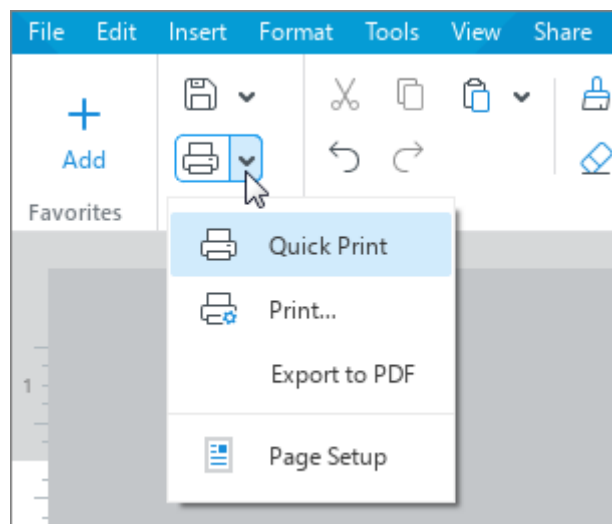 File Edit Insert Format Tools View Share
Add
Favorites
Quick Print
Print...
1
Export to PDF
Page Setup